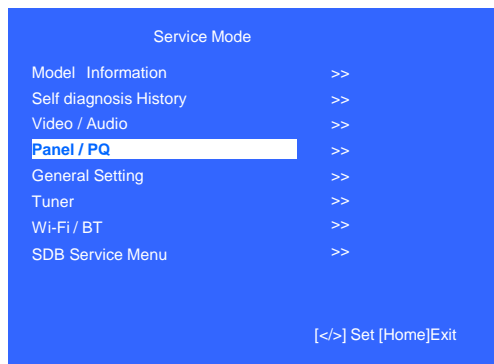 Service Mode
Model Information >>
Self diagnosis History >>
Video / Audio >>
Panel / PQ >>
General Setting >>
Tuner >>
Wi-Fi / BT >>
SDB Service Menu >>
[</>] Set [Home]Exit